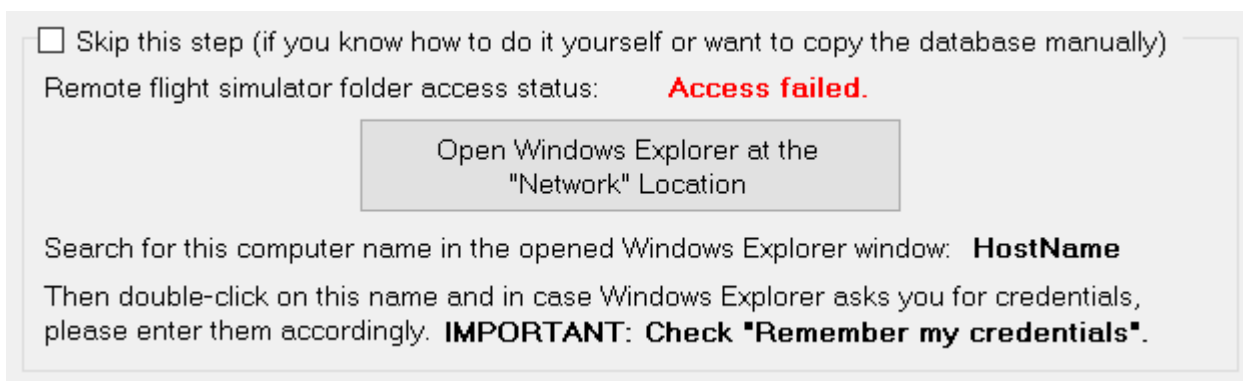 Skip this step (if you know how to do it yourself or want to copy the database manually)
Remote flight simulator folder access status: Access failed.
Open Windows Explorer at the
"Network" Location
Search for this computer name in the opened Windows Explorer window: HostName
Then double-click on this name and in case Windows Explorer asks you for credentials,
please enter them accordingly. IMPORTANT: Check "Remember my credentials".